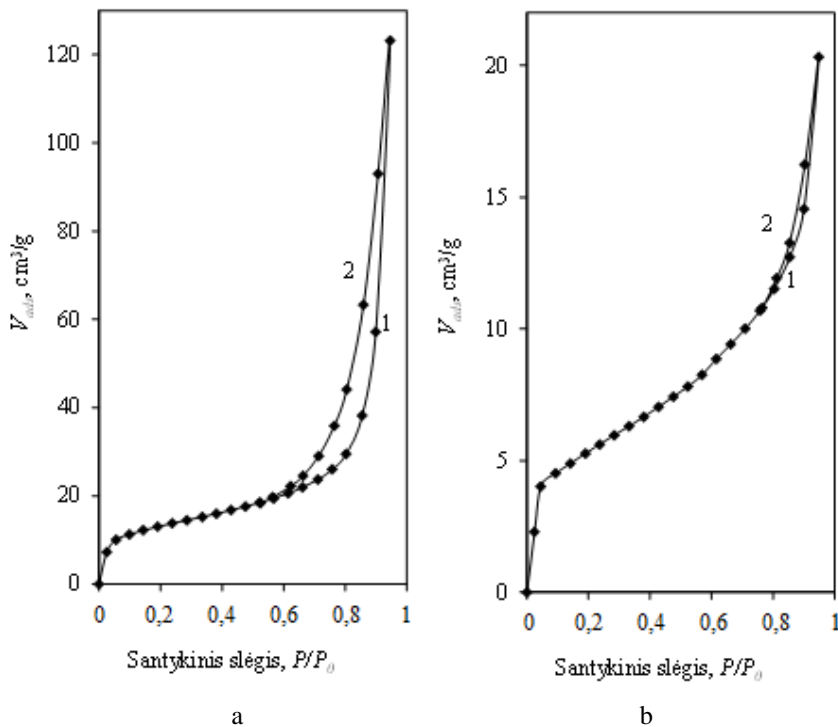 V_ads, cm³/g
120
100
80
60
40
20
0
2
1
0 0,2 0,4 0,6 0,8 1
Santykinis slėgis, P/P₀
a
V_ads, cm³/g
20
15
10
5
0
2
1
0 0,2 0,4 0,6 0,8 1
Santykinis slėgis, P/P₀
b